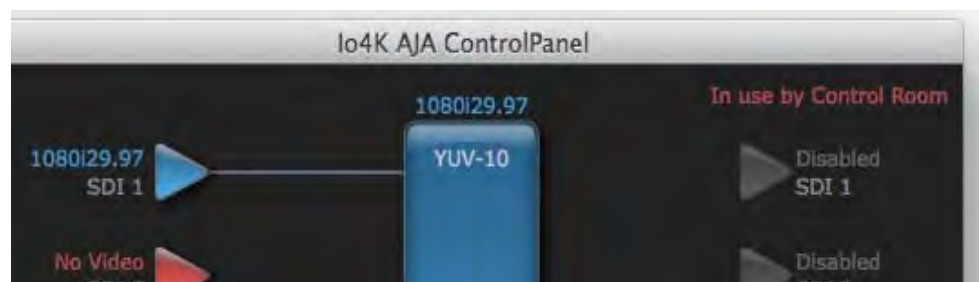 Io4K AJA ControlPanel
In use by Control Room
1080i29.97
1080i29.97
SDI 1
YUV-10
Disabled
SDI 1
No Video
Disabled